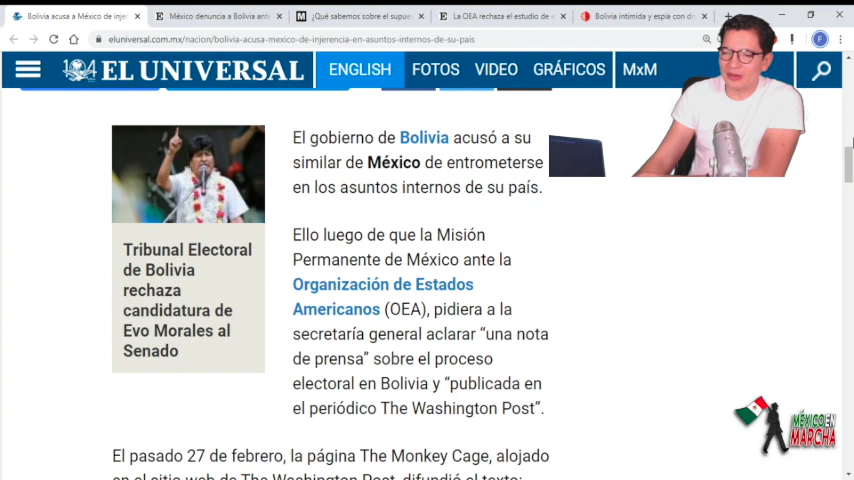 Bolivia acusa a México de injer
México denuncia a Bolivia ante
¿Qué sabemos sobre el supues
La OEA rechaza el estudio de
Bolivia intimida y espía con di
eluniversal.com.mx/nacion/bolivia-acusa-mexico-de-injerencia-en-asuntos-internos-de-su-pais
104 EL UNIVERSAL
ENGLISH
FOTOS
VIDEO
GRÁFICOS
MxM
El gobierno de Bolivia acusó a su
similar de México de entrometerse
en los asuntos internos de su país.
Tribunal Electoral
de Bolivia
rechaza
candidatura de
Evo Morales al
Senado
Ello luego de que la Misión
Permanente de México ante la
Organización de Estados
Americanos (OEA), pidiera a la
secretaría general aclarar “una nota
de prensa” sobre el proceso
electoral en Bolivia y “publicada en
el periódico The Washington Post”.
El pasado 27 de febrero, la página The Monkey Cage, alojado
en el sitio web de The Washington Post, difundió el texto:
MÉXICO EN
MARCHA